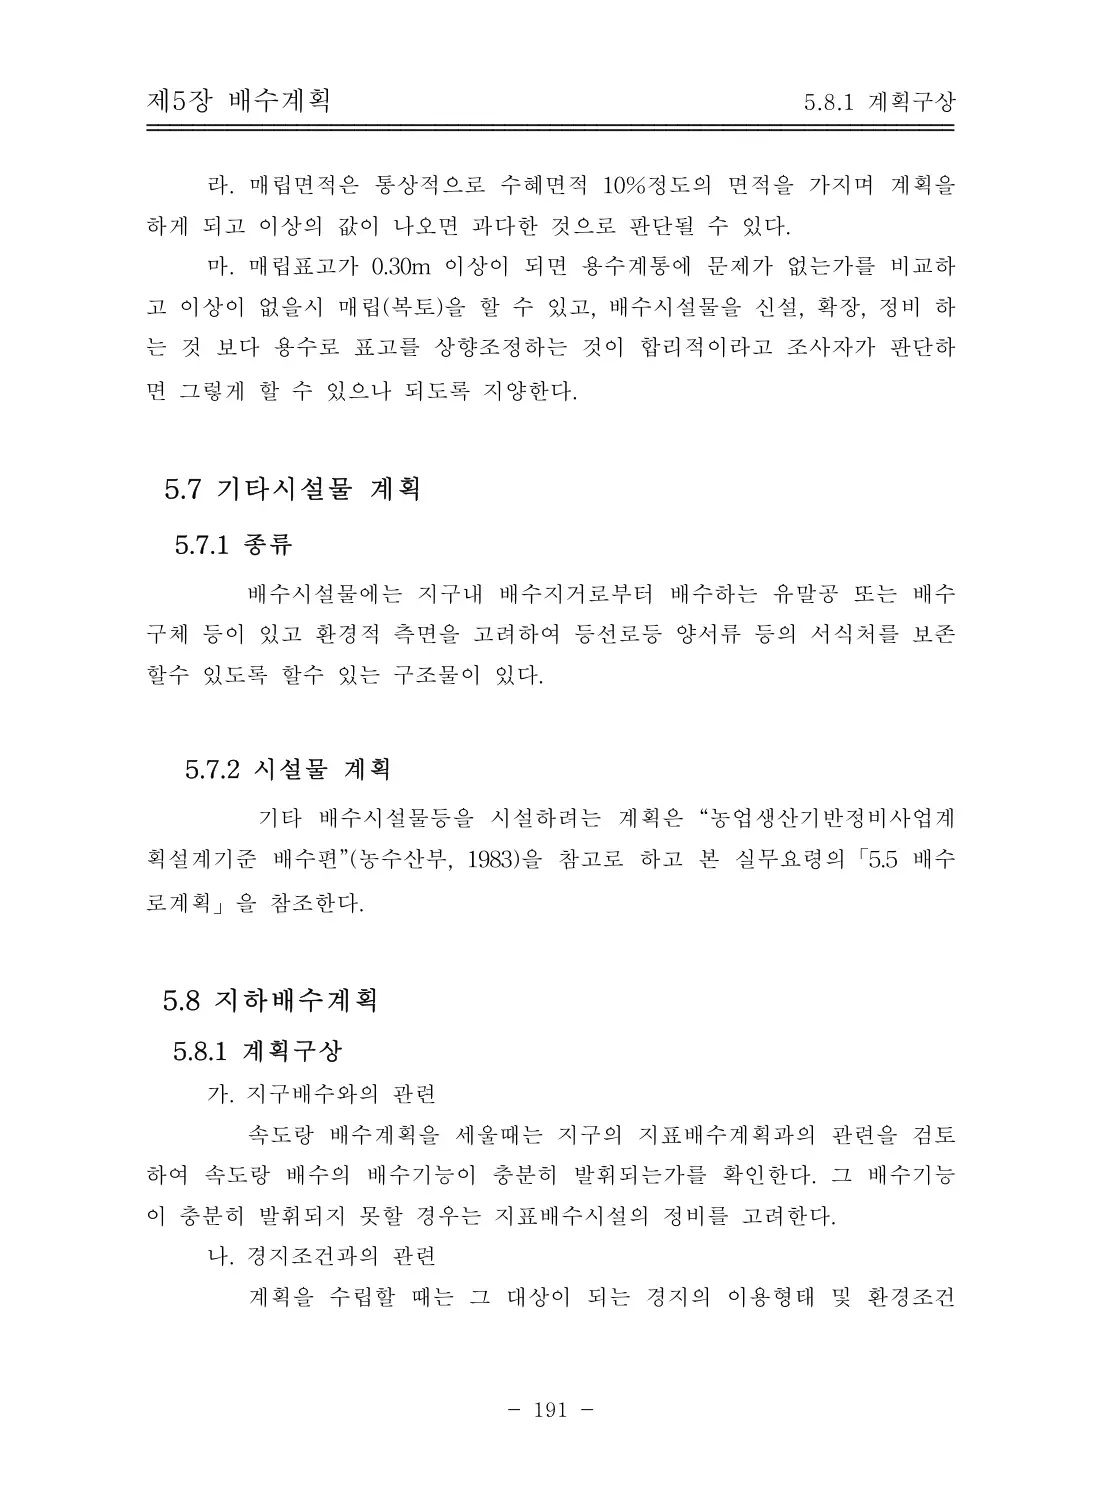 제5장 배수계획
5.8.1 계획구상
라. 매립면적은 통상적으로 수혜면적 10%정도의 면적을 가지며 계획을
하게 되고 이상의 값이 나오면 과다한 것으로 판단될 수 있다.
마. 매립표고가 0.30m 이상이 되면 용수계통에 문제가 없는가를 비교하
고 이상이 없을시 매립(복토)을 할 수 있고, 배수시설물을 신설, 확장, 정비 하
는 것 보다 용수로 표고를 상향조정하는 것이 합리적이라고 조사자가 판단하
면 그렇게 할 수 있으나 되도록 지양한다.
5.7 기타시설물 계획
5.7.1 종류
배수시설물에는 지구내 배수지거로부터 배수하는 유말공 또는 배수
구체 등이 있고 환경적 측면을 고려하여 등선로등 양서류 등의 서식처를 보존
할수 있도록 할수 있는 구조물이 있다.
5.7.2 시설물 계획
기타 배수시설물등을 시설하려는 계획은 “농업생산기반정비사업계
획설계기준 배수편”(농수산부, 1983)을 참고로 하고 본 실무요령의「5.5 배수
로계획」을 참조한다.
5.8 지하배수계획
5.8.1 계획구상
가. 지구배수와의 관련
속도랑 배수계획을 세울때는 지구의 지표배수계획과의 관련을 검토
하여 속도랑 배수의 배수기능이 충분히 발휘되는가를 확인한다. 그 배수기능
이 충분히 발휘되지 못할 경우는 지표배수시설의 정비를 고려한다.
나. 경지조건과의 관련
계획을 수립할 때는 그 대상이 되는 경지의 이용형태 및 환경조건
- 191 -